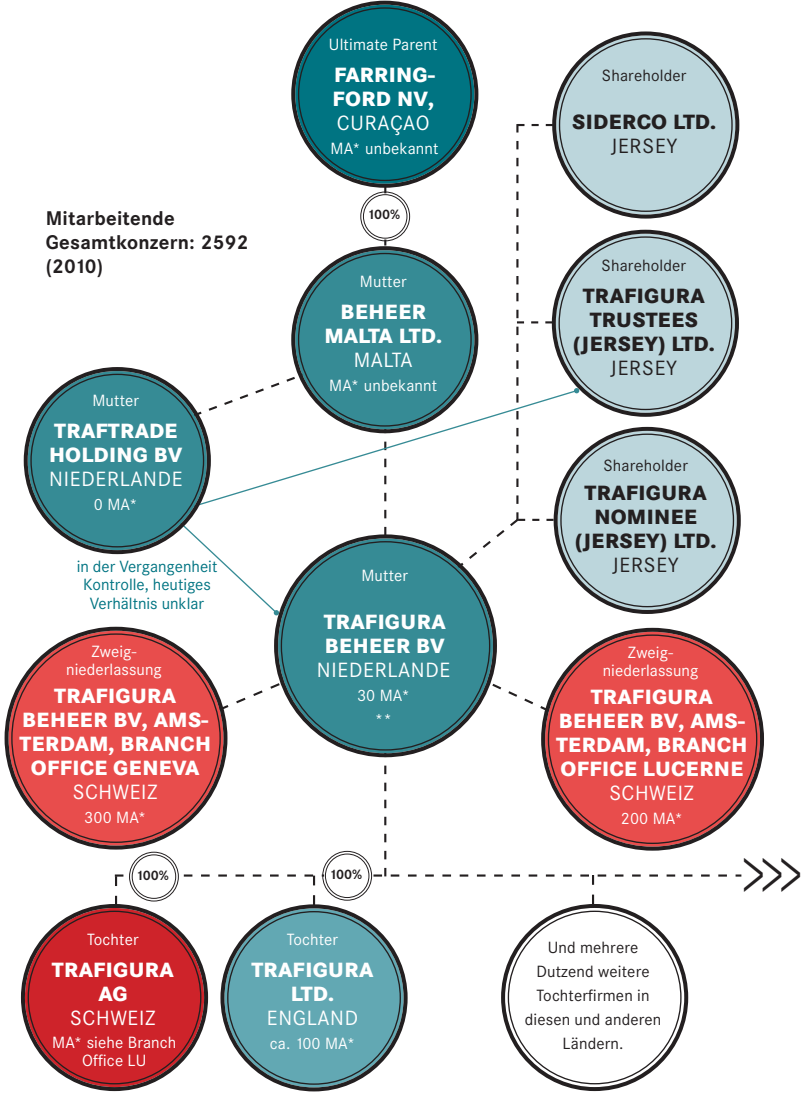 Ultimate Parent
FARRING-
FORD NV,
CURAÇAO
MA* unbekannt
Shareholder
SIDERCO LTD.
JERSEY
100%
Mitarbeitende
Gesamtkonzern: 2592
(2010)
Mutter
BEHEER
MALTA LTD.
MALTA
MA* unbekannt
Shareholder
TRAFIGURA
TRUSTEES
(JERSEY) LTD.
JERSEY
Mutter
TRAFTRADE
HOLDING BV
NIEDERLANDE
0 MA*
Shareholder
TRAFIGURA
NOMINEE
(JERSEY) LTD.
JERSEY
in der Vergangenheit
Kontrolle, heutiges
Verhältnis unklar
Mutter
TRAFIGURA
BEHEER BV
NIEDERLANDE
30 MA*
**
Zweig-
niederlassung
TRAFIGURA
BEHEER BV, AMS-
TERDAM, BRANCH
OFFICE GENEVA
SCHWEIZ
300 MA*
Zweig-
niederlassung
TRAFIGURA
BEHEER BV, AMS-
TERDAM, BRANCH
OFFICE LUCERNE
SCHWEIZ
200 MA*
100%
100%
Tochter
TRAFIGURA
AG
SCHWEIZ
MA* siehe Branch
Office LU
Tochter
TRAFIGURA
LTD.
ENGLAND
ca. 100 MA*
Und mehrere
Dutzend weitere
Tochterfirmen in
diesen und anderen
Ländern.